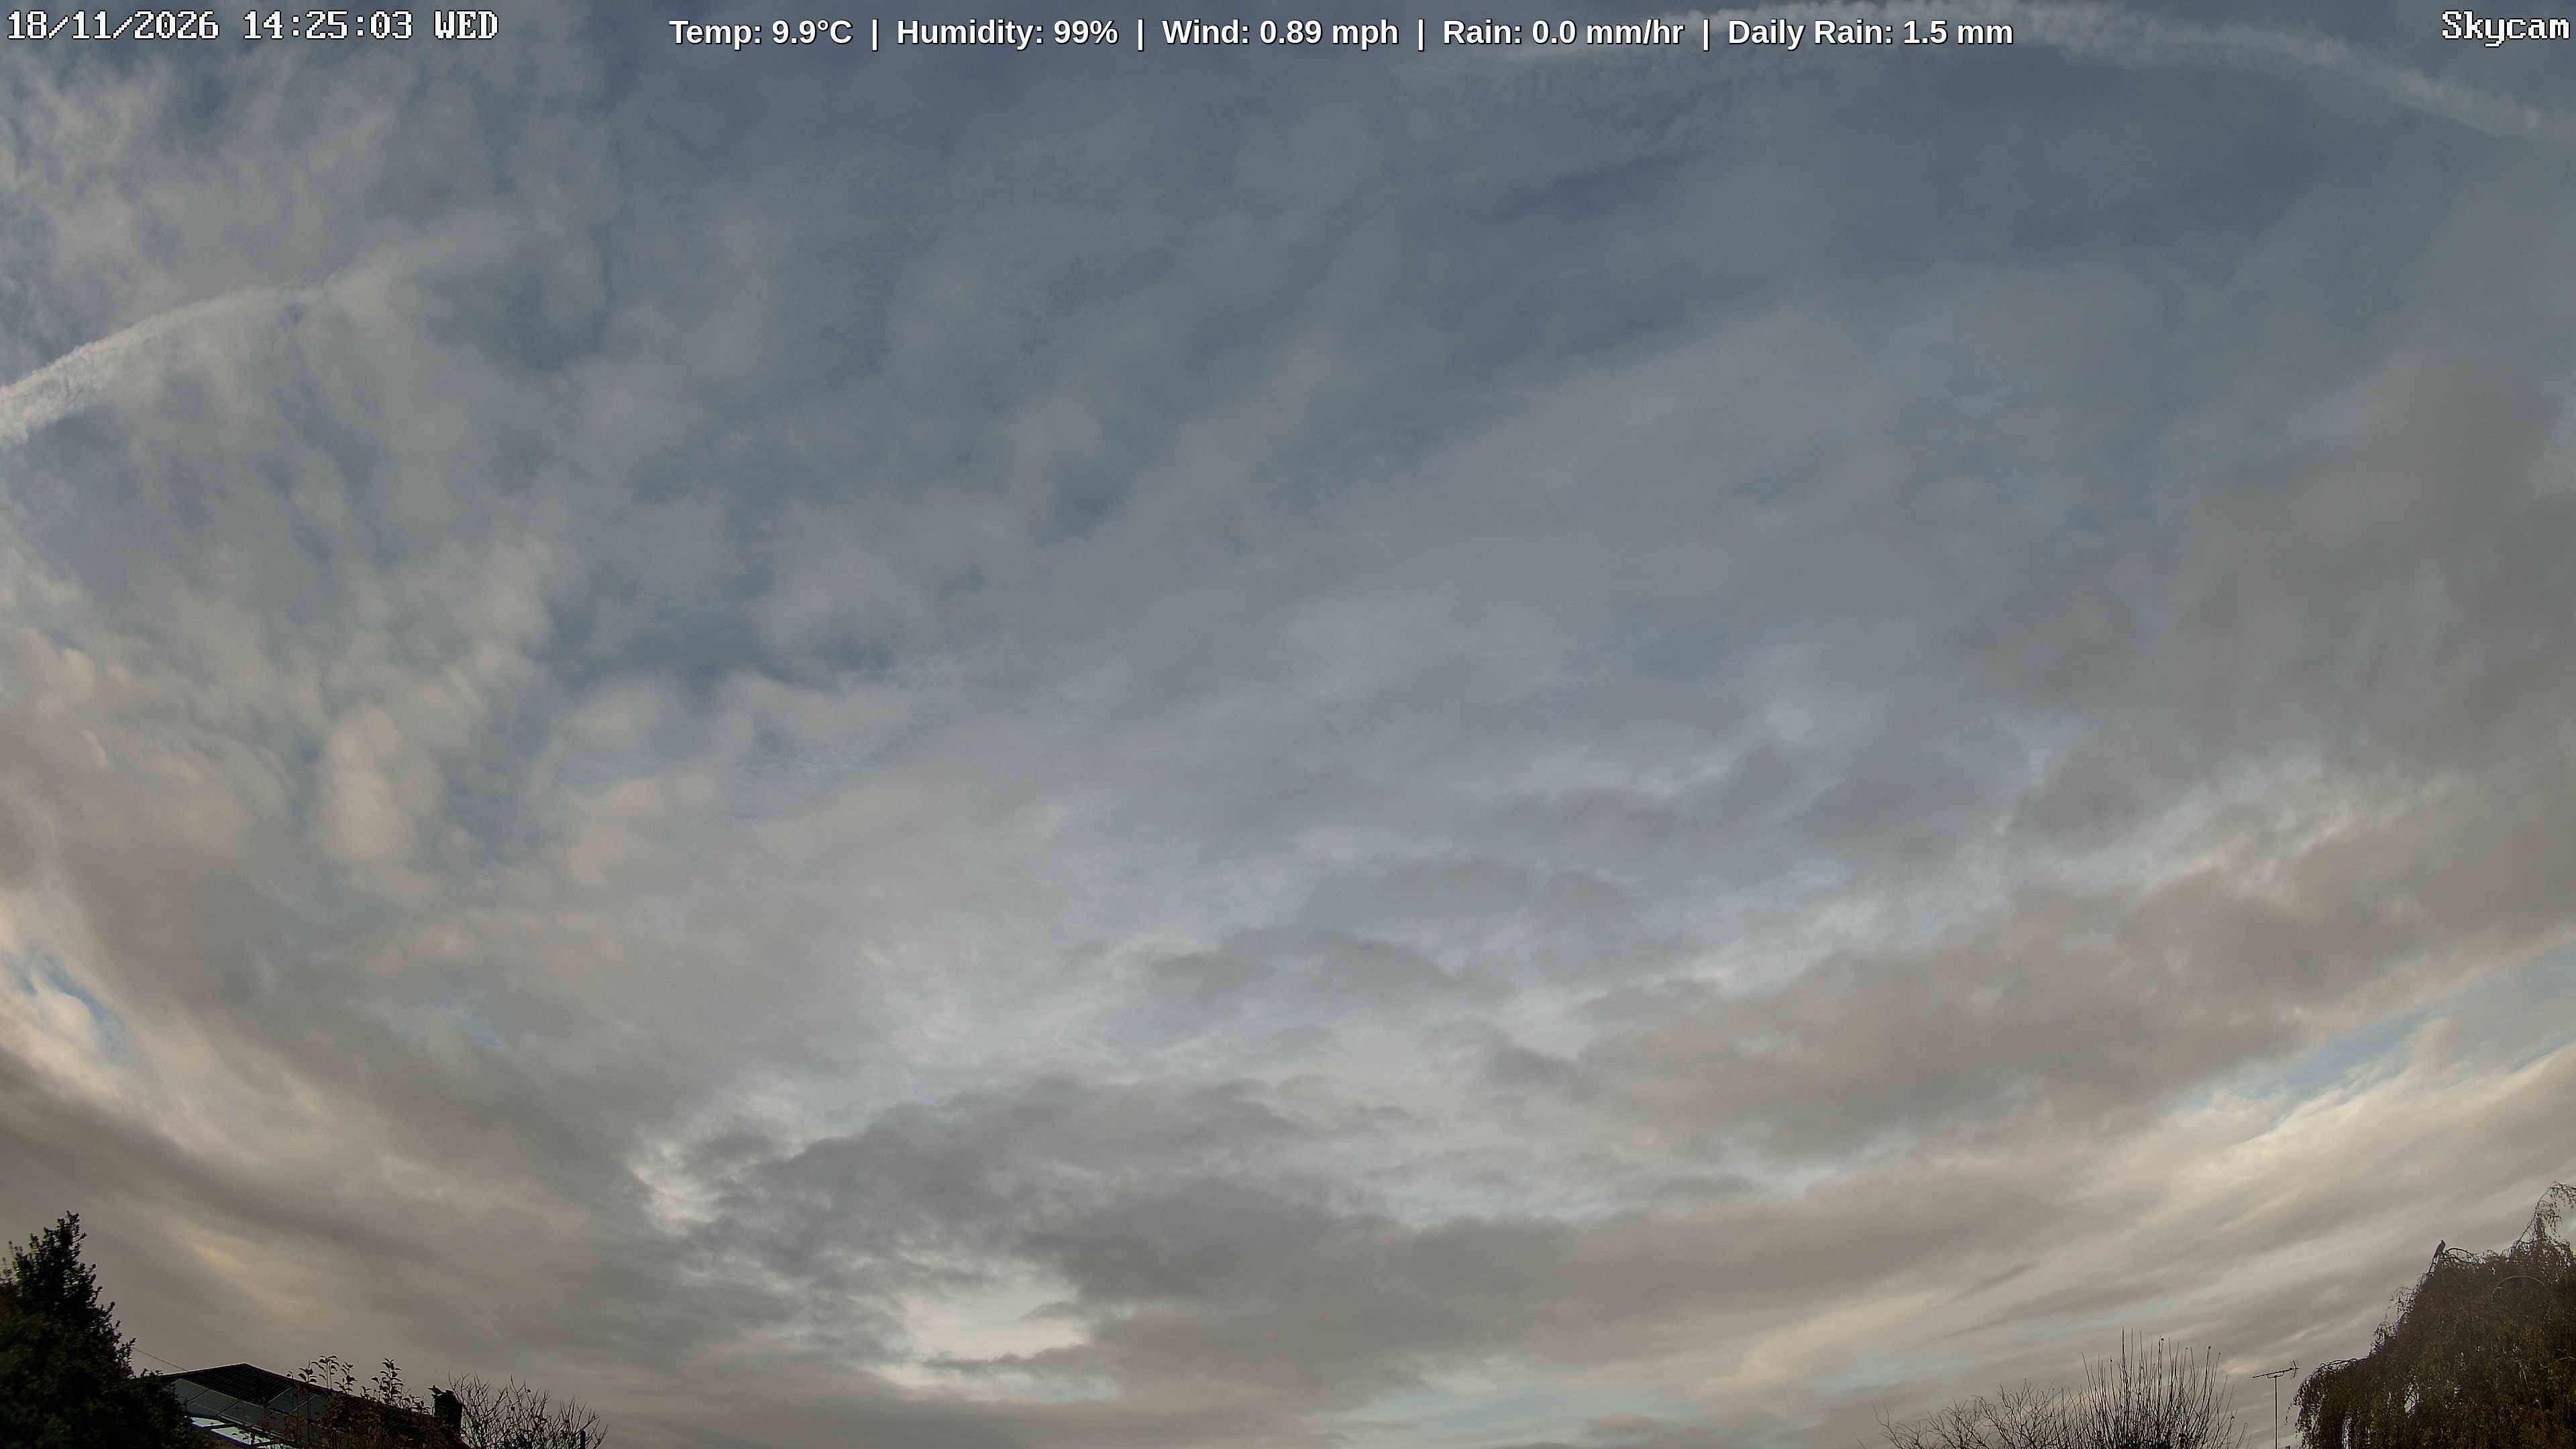 18/11/2026 14:25:03 WED
Temp: 9.9°C | Humidity: 99% | Wind: 0.89 mph | Rain: 0.0 mm/hr | Daily Rain: 1.5 mm
Skycam